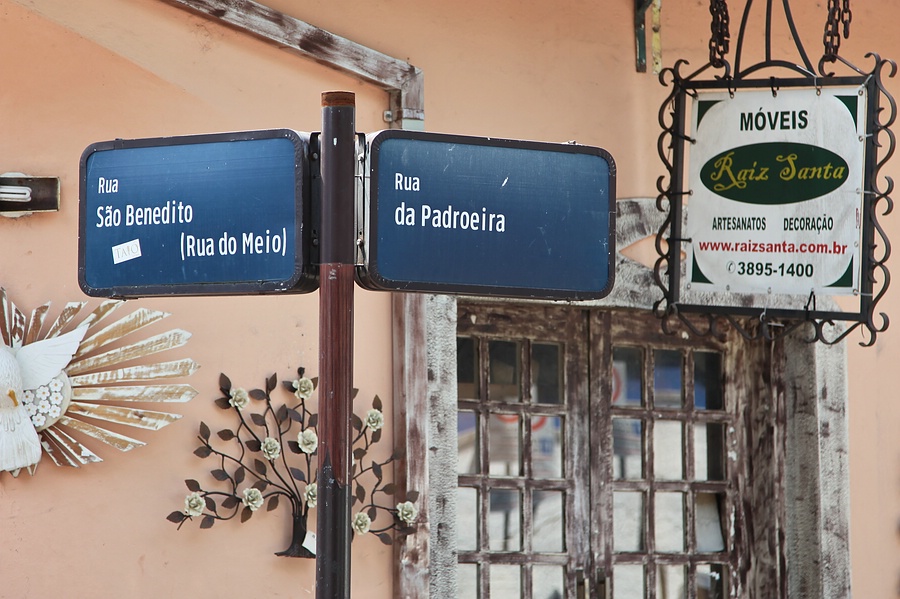 Rua
São Benedito
(Rua do Meio)
Rua
da Padroeira
MÓVEIS
Raiz Santa
ARTESANATOS DECORAÇÃO
www.raizsanta.com.br
3895-1400